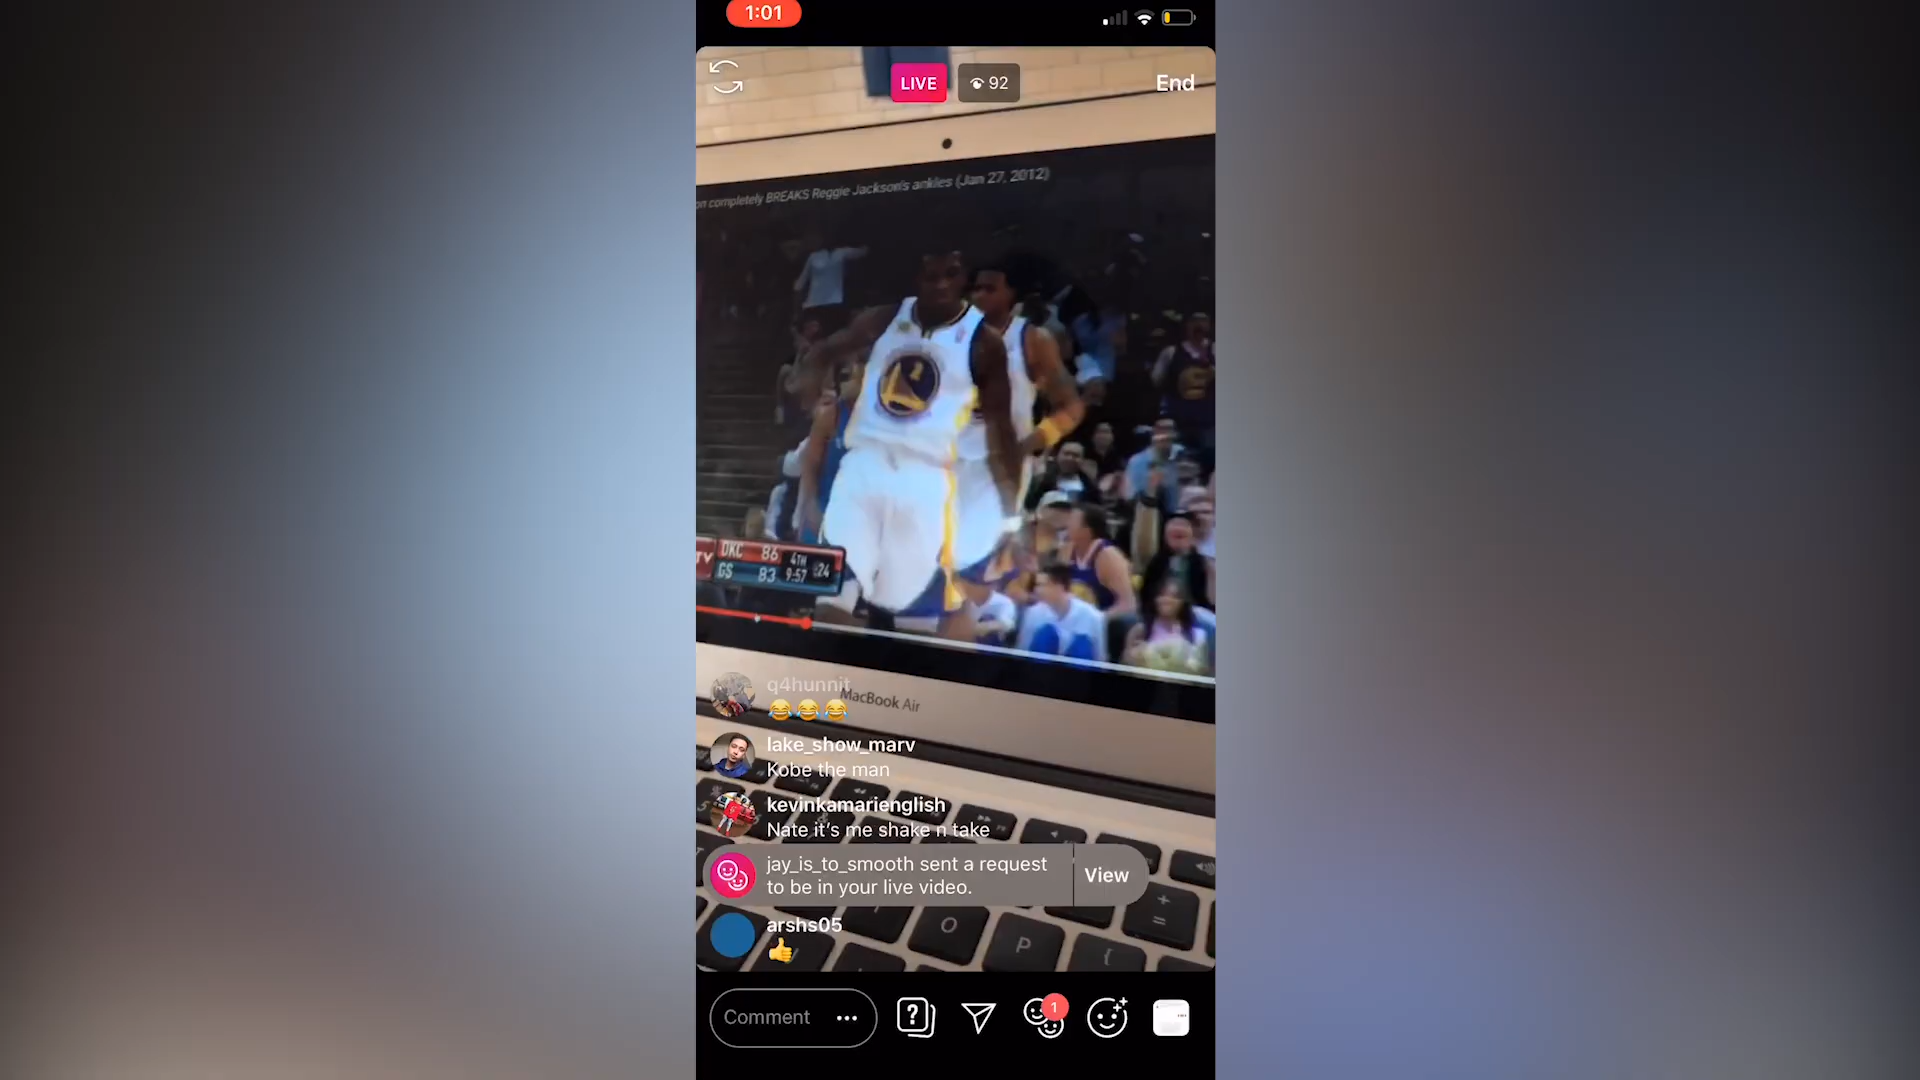 1:01
LIVE
92
End
completely BREAKS Reggie Jackson's ankles (Jan 27, 2012)
OKC 86 4TH
GS 83 9:57 :24
MacBook Air
q4hunnit
😂😂😂
lake_show_marv
Kobe the man
kevinkamarienglish
Nate it's me shake n take
jay_is_to_smooth sent a request
to be in your live video.
View
arshs05
👍
O
P
{
+
=
Comment
?
1